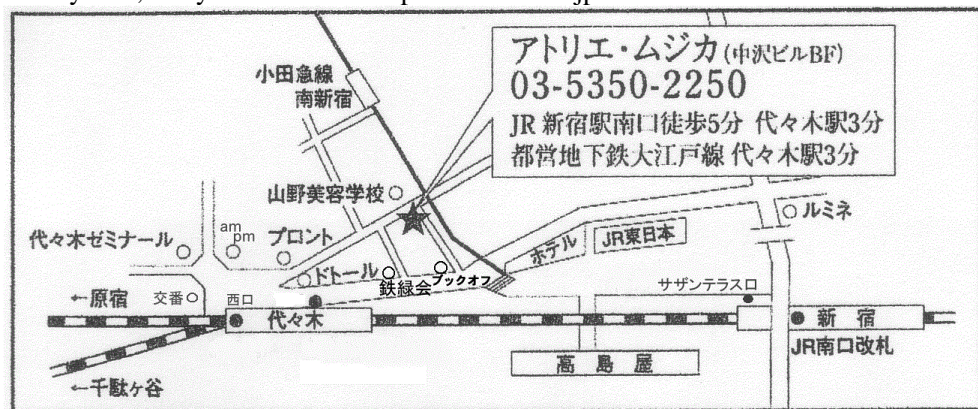 アトリエ・ムジカ(中沢ビルBF)
03-5350-2250
JR 新宿駅南口徒歩5分 代々木駅3分
都営地下鉄大江戸線 代々木駅3分
小田急線
南新宿
山野美容学校
代々木ゼミナール
am
pm
プロント
ドトール
鉄緑会
ブックオフ
ホテル
JR東日本
ルミネ
←原宿
交番
西口
代々木
サザンテラス口
新宿
JR南口改札
高島屋
←千駄ヶ谷